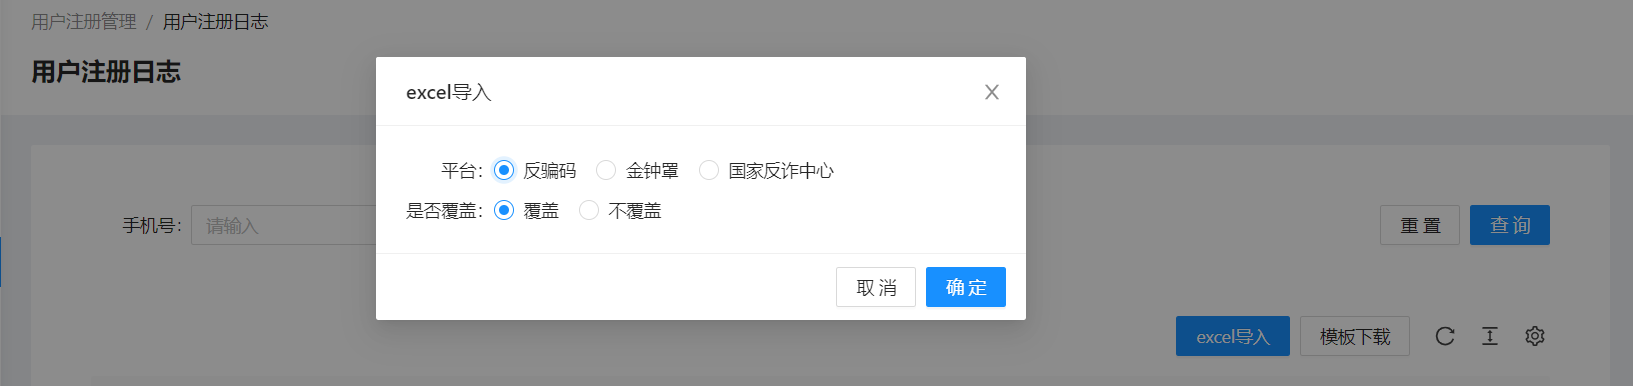 用户注册管理 / 用户注册日志
用户注册日志
excel导入
平台: 反骗码 金钟罩 国家反诈中心
是否覆盖: 覆盖 不覆盖
取 消 确 定
手机号: 请输入 重 置 查 询
excel导入 模板下载